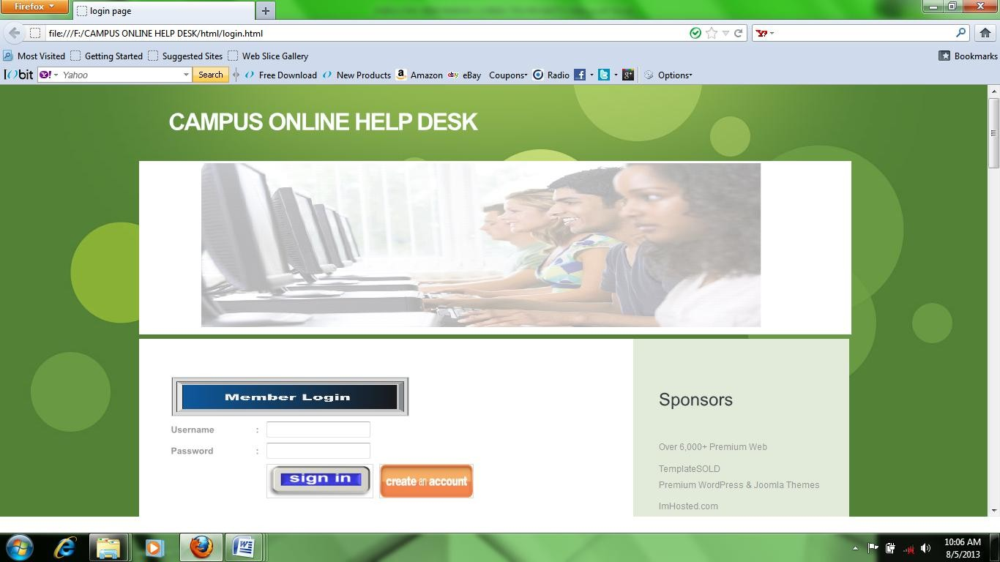 Firefox
login page
file:///F:/CAMPUS ONLINE HELP DESK/html/login.html
Most Visited Getting Started Suggested Sites Web Slice Gallery Bookmarks
IObit Yahoo Search Free Download New Products Amazon eBay Coupons Radio Options
CAMPUS ONLINE HELP DESK
Member Login
Username :
Password :
sign in create an account
Sponsors
Over 6,000+ Premium Web
TemplateSOLD
Premium WordPress & Joomla Themes
ImHosted.com
10:06 AM
8/5/2013